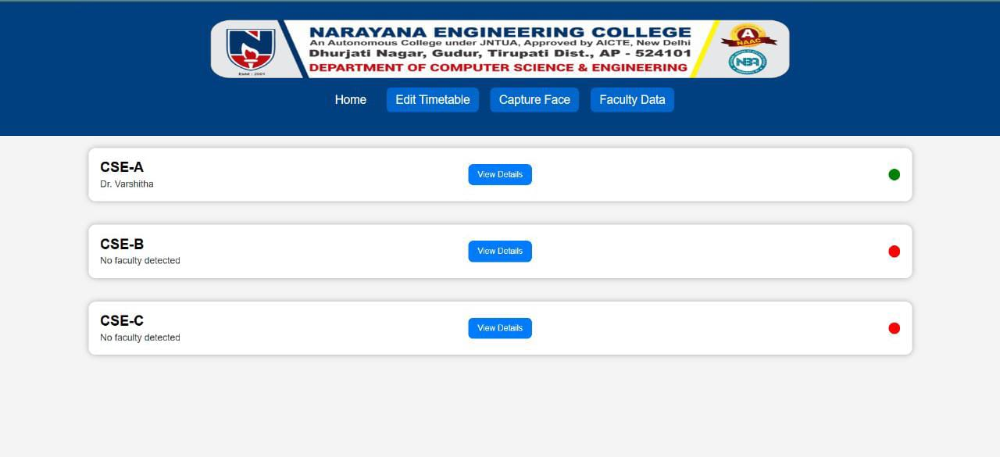 NARAYANA ENGINEERING COLLEGE
An Autonomous College under JNTUA, Approved by AICTE, New Delhi
Dhurjati Nagar, Gudur, Tirupati Dist., AP - 524101
DEPARTMENT OF COMPUTER SCIENCE & ENGINEERING
N
Estd : 2001
A
NAAC
NBA
Home Edit Timetable Capture Face Faculty Data
CSE-A
Dr. Varshitha
View Details
CSE-B
No faculty detected
View Details
CSE-C
No faculty detected
View Details